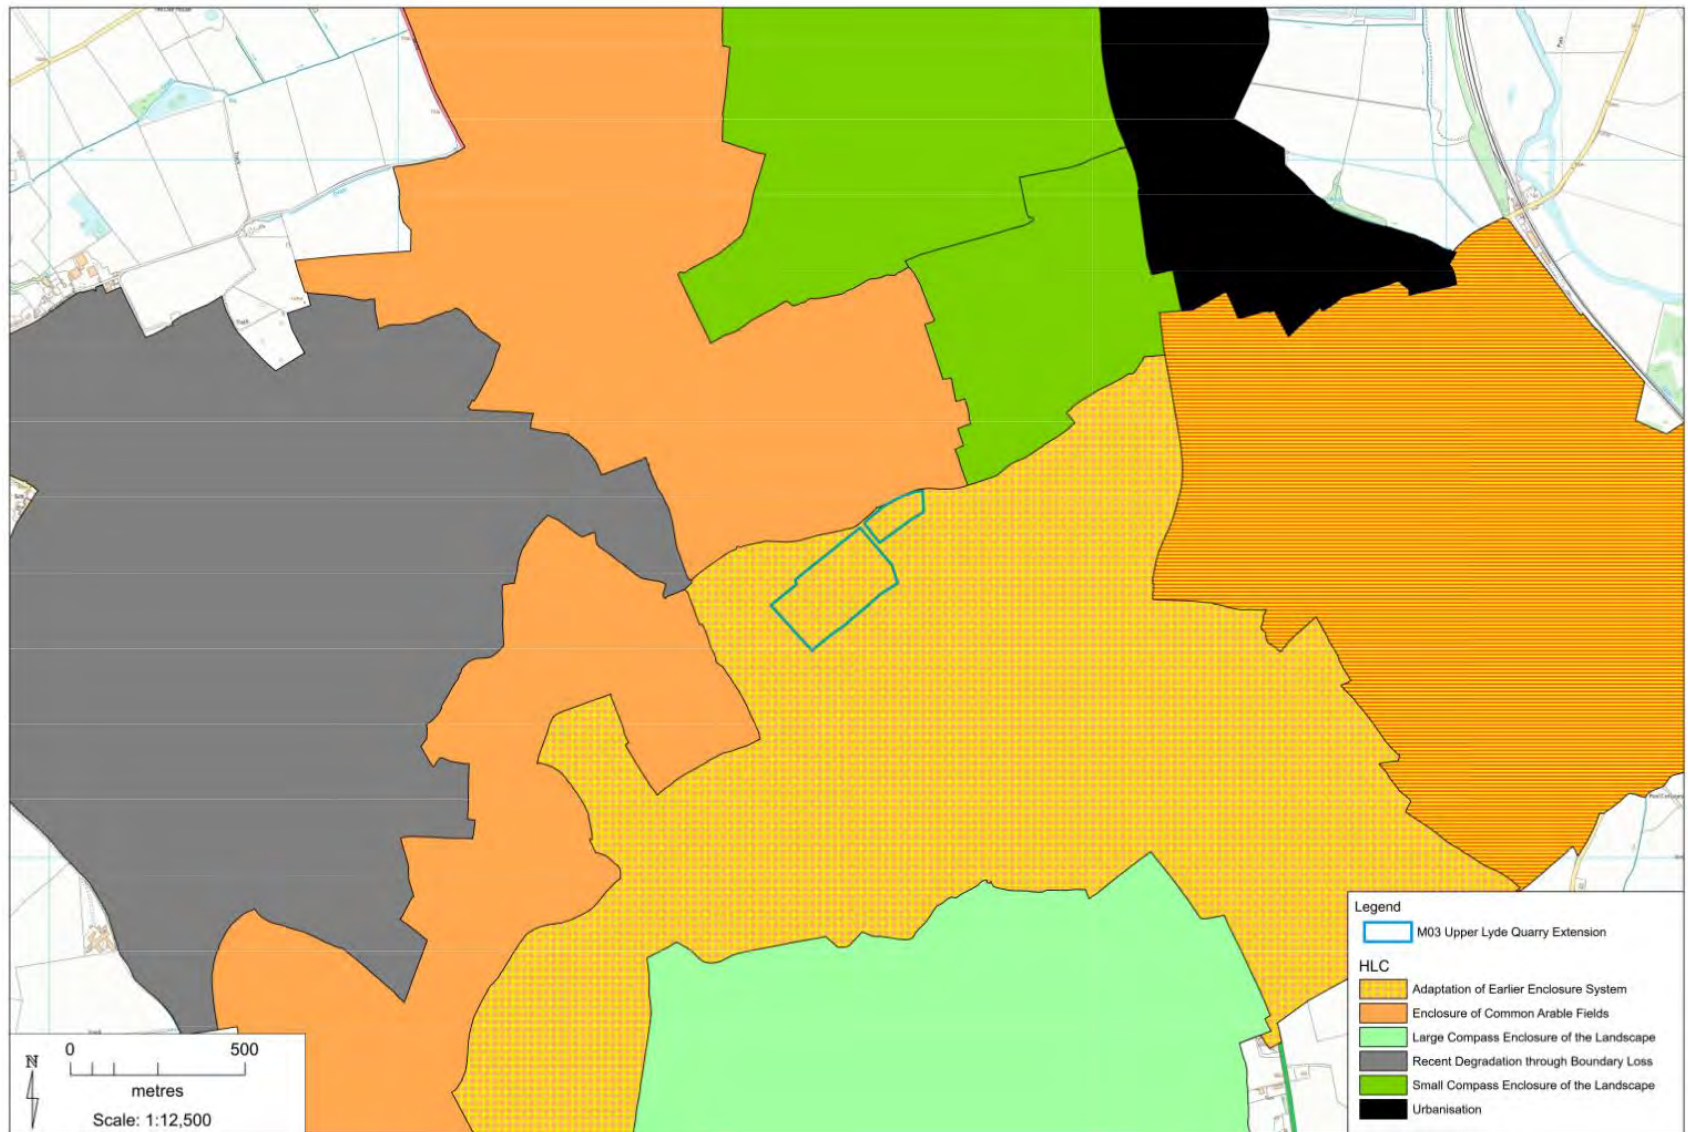 Track
Track
Legend
M03 Upper Lyde Quarry Extension
HLC
Adaptation of Earlier Enclosure System
Enclosure of Common Arable Fields
Large Compass Enclosure of the Landscape
Recent Degradation through Boundary Loss
Small Compass Enclosure of the Landscape
Urbanisation
0 500
metres
N
Scale: 1:12,500